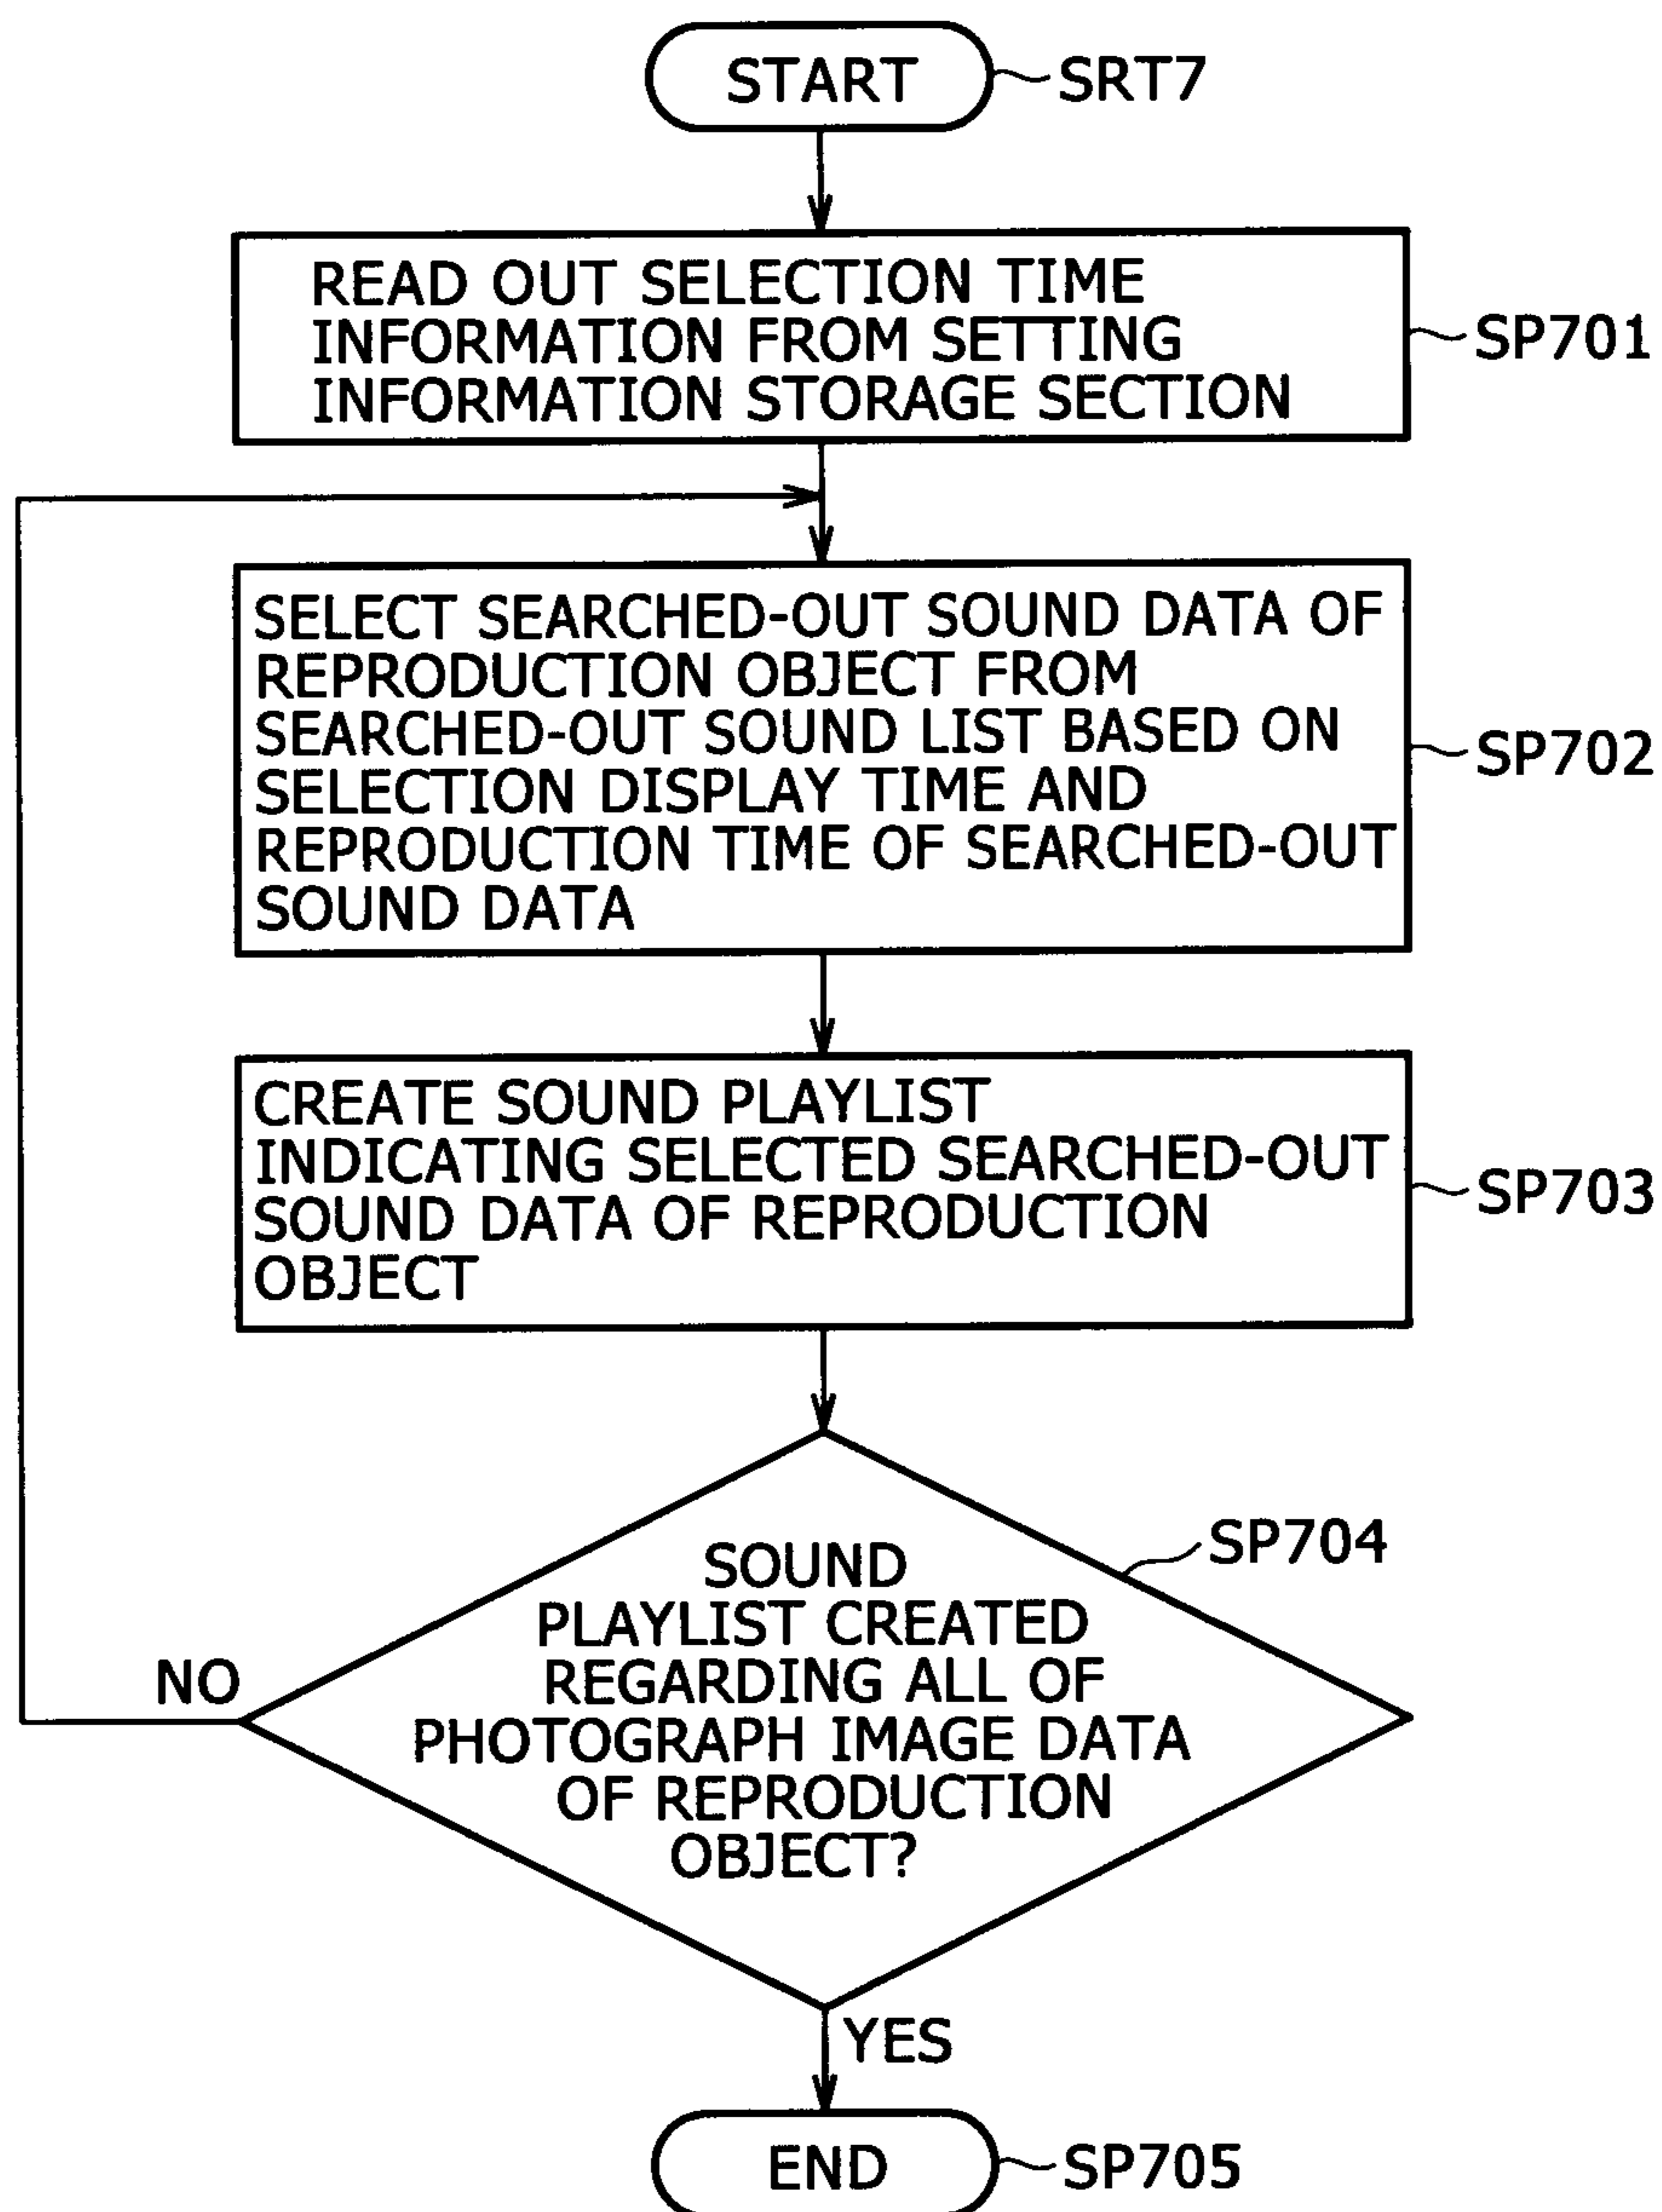 START
SRT7
READ OUT SELECTION TIME
INFORMATION FROM SETTING
INFORMATION STORAGE SECTION
SP701
SELECT SEARCHED-OUT SOUND DATA OF
REPRODUCTION OBJECT FROM
SEARCHED-OUT SOUND LIST BASED ON
SELECTION DISPLAY TIME AND
REPRODUCTION TIME OF SEARCHED-OUT
SOUND DATA
SP702
CREATE SOUND PLAYLIST
INDICATING SELECTED SEARCHED-OUT
SOUND DATA OF REPRODUCTION
OBJECT
SP703
SP704
SOUND
PLAYLIST CREATED
REGARDING ALL OF
PHOTOGRAPH IMAGE DATA
OF REPRODUCTION
OBJECT?
NO
YES
END
SP705